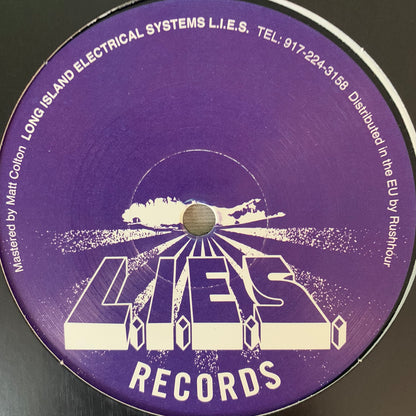 Mastered by Matt Colton LONG ISLAND ELECTRICAL SYSTEMS L.I.E.S. TEL: 917-224-3158 Distributed in the EU by Rushhour
L.I.E.S.
RECORDS